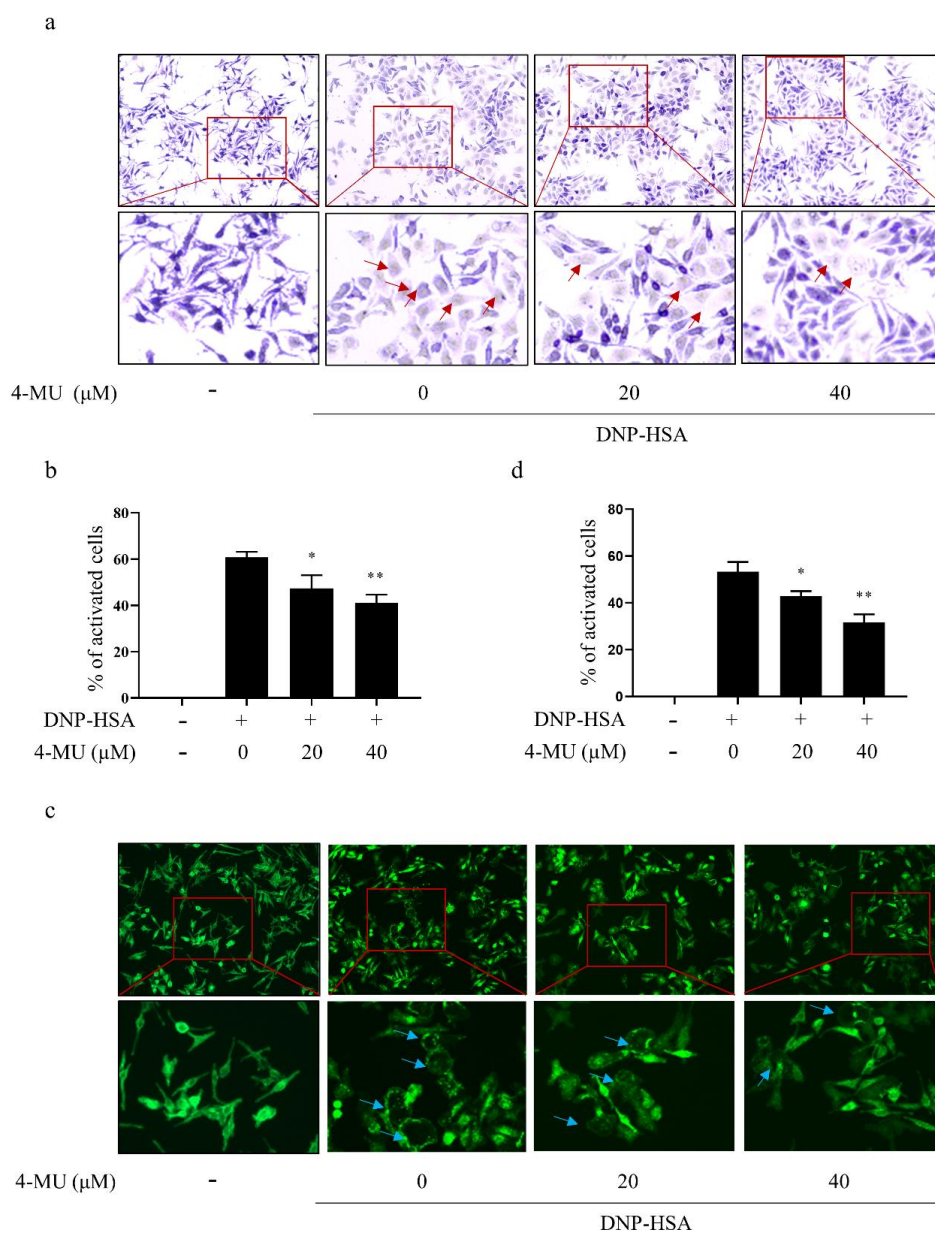 a
4-MU (μM) - 0 20 40
DNP-HSA
b
% of activated cells
80
60
40
20
0
* **
DNP-HSA - + + +
4-MU (μM) - 0 20 40
d
% of activated cells
80
60
40
20
0
* **
DNP-HSA - + + +
4-MU (μM) - 0 20 40
c
4-MU (μM) - 0 20 40
DNP-HSA